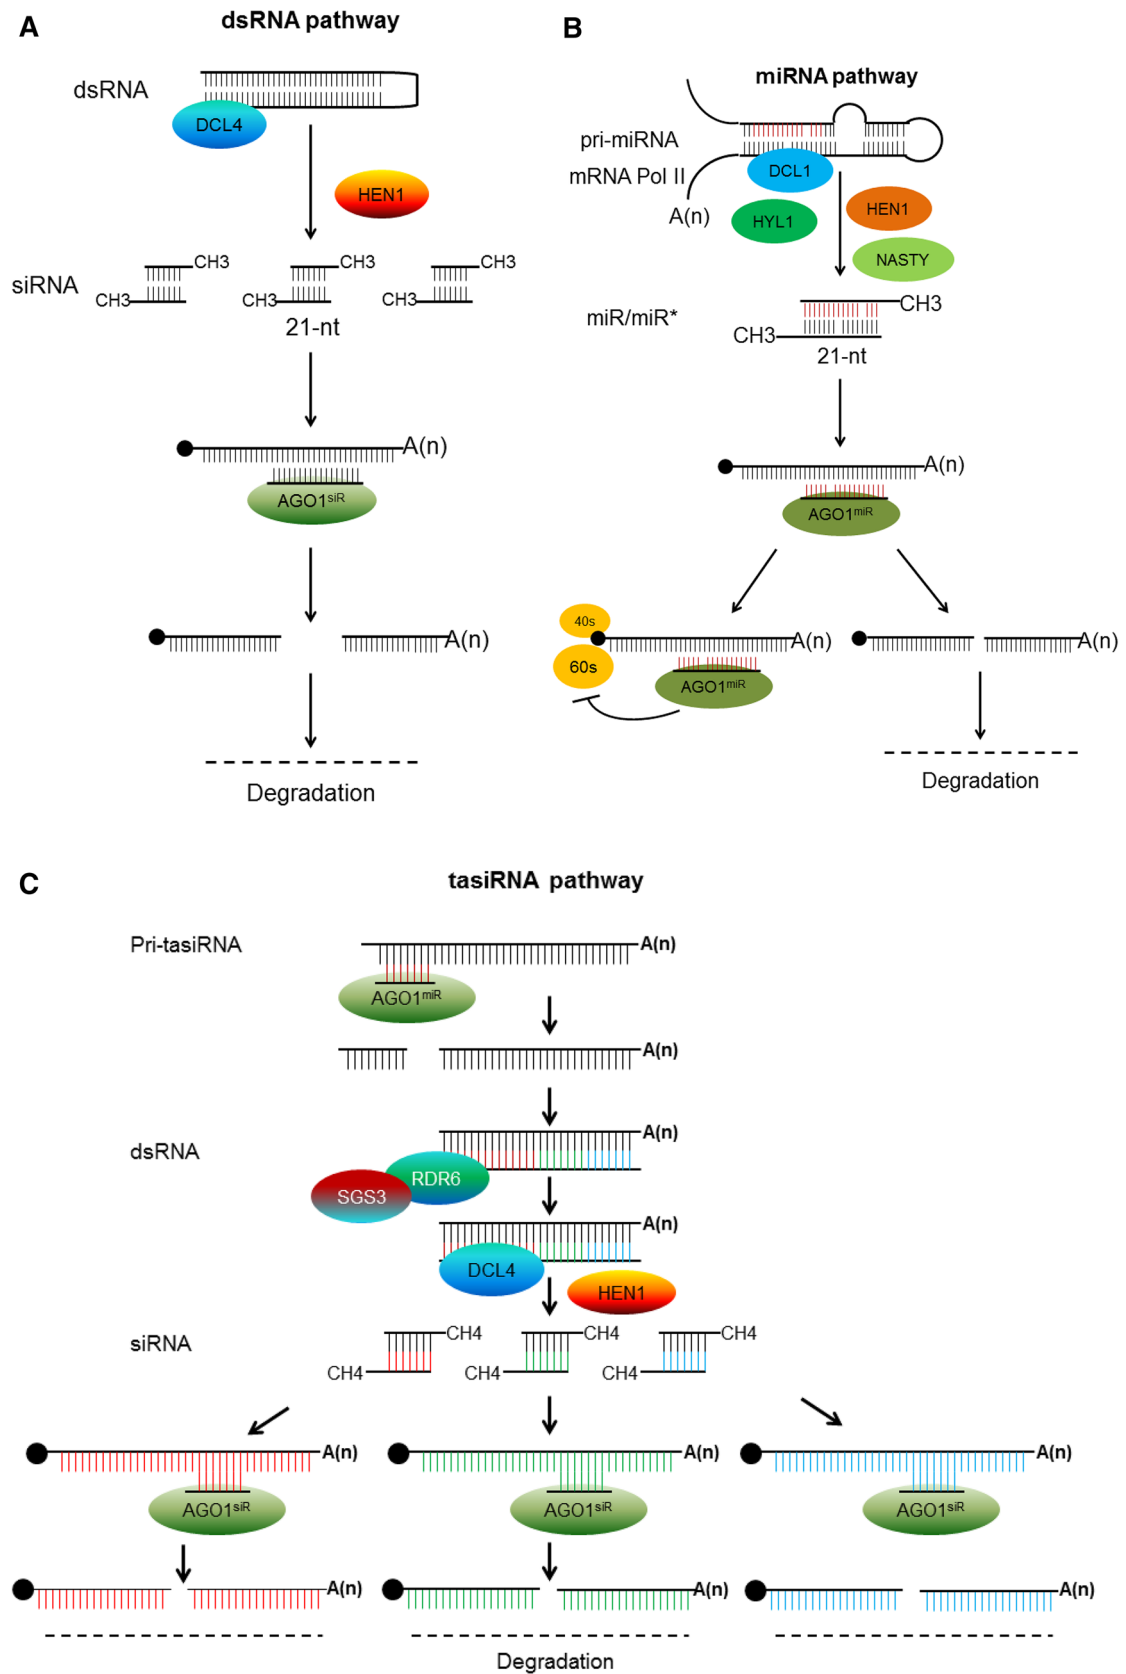 A
dsRNA pathway
dsRNA
DCL4
HEN1
siRNA
CH3
CH3
CH3
CH3
CH3
CH3
21-nt
A(n)
AGO1siR
A(n)
Degradation
B
miRNA pathway
pri-miRNA
mRNA Pol II
A(n)
DCL1
HYL1
HEN1
NASTY
miR/miR*
CH3
CH3
21-nt
A(n)
AGO1miR
40s
60s
A(n)
AGO1miR
A(n)
Degradation
C
tasiRNA pathway
Pri-tasiRNA
A(n)
AGO1miR
A(n)
dsRNA
A(n)
RDR6
SGS3
A(n)
DCL4
HEN1
siRNA
CH4
CH4
CH4
CH4
CH4
CH4
A(n)
A(n)
A(n)
AGO1siR
AGO1siR
AGO1siR
A(n)
A(n)
A(n)
Degradation